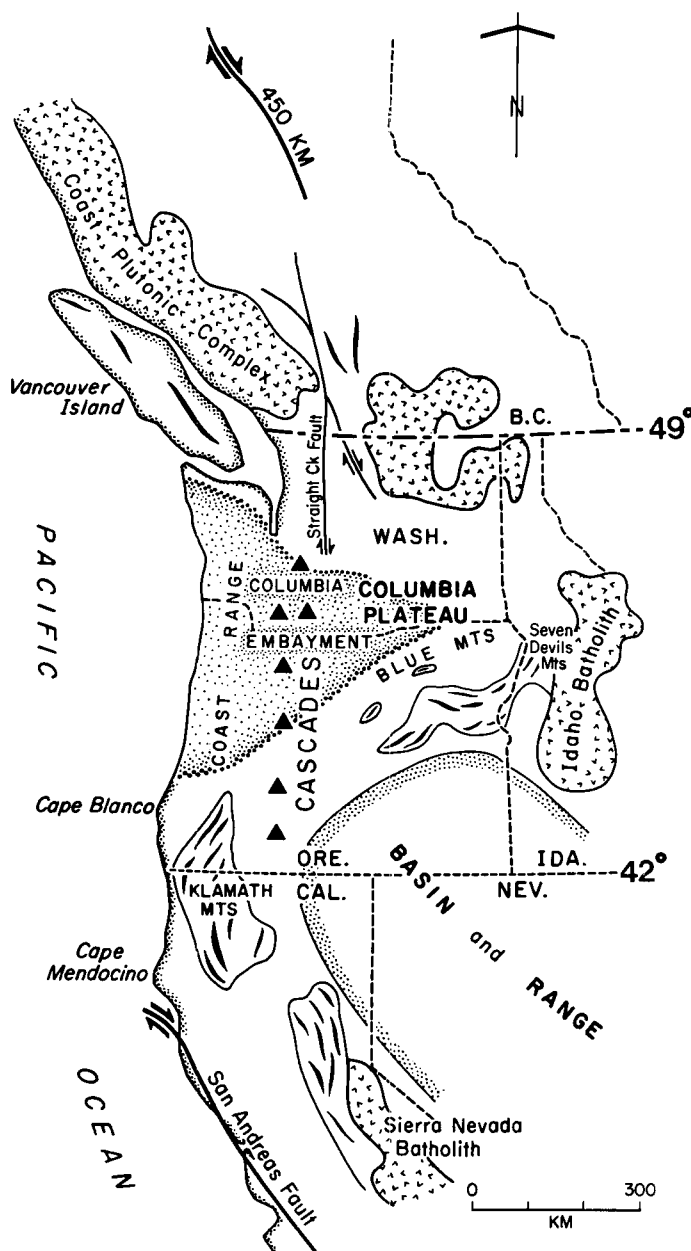 450 KM
N
Coast Plutonic Complex
Vancouver
Island
B.C.
49°
Straight Ck Fault
WASH.
PACIFIC
OCEAN
COLUMBIA
EMBAYMENT
COLUMBIA
PLATEAU
COAST RANGE
CASCADES
BLUE MTS
Seven
Devils
Mts
Idaho Batholith
Cape Blanco
ORE.
IDA.
42°
CAL.
NEV.
KLAMATH
MTS
BASIN and RANGE
Cape
Mendocino
San Andreas Fault
Sierra Nevada
Batholith
0 300
KM